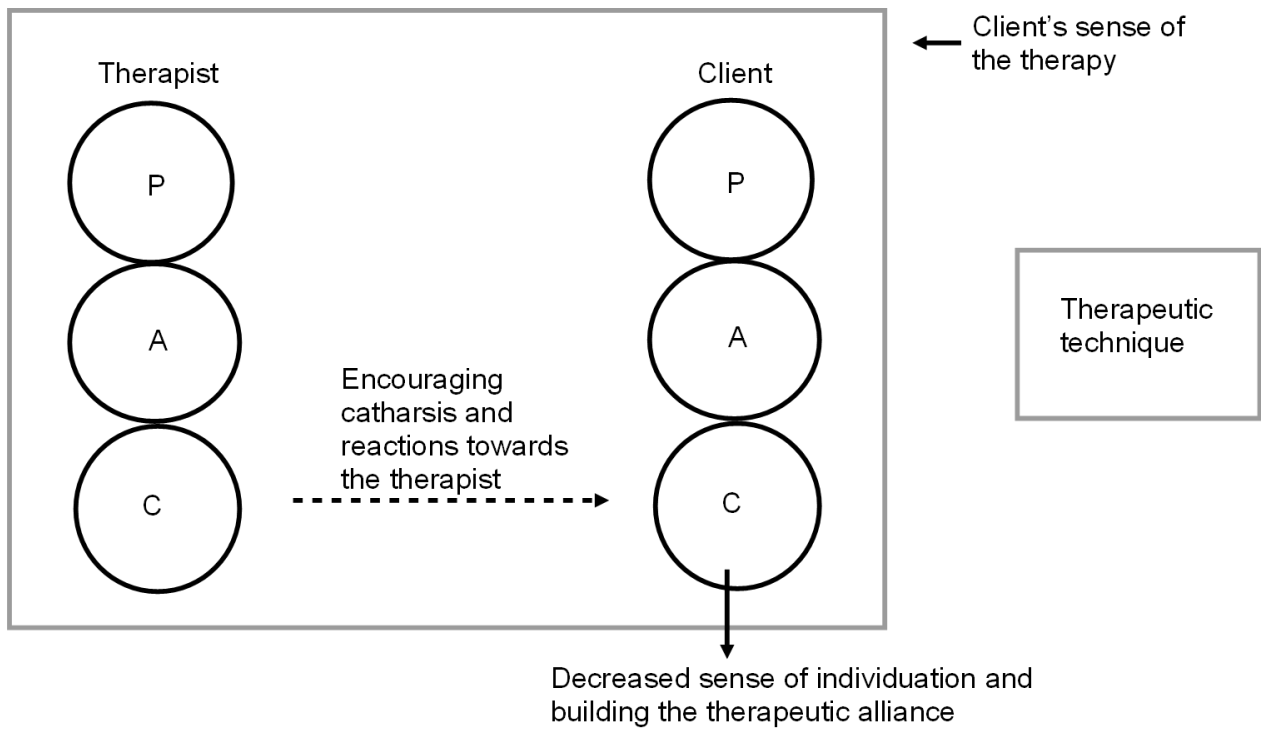 Client’s sense of
the therapy
Therapist
Client
P
P
Therapeutic
technique
A
A
Encouraging
catharsis and
reactions towards
the therapist
C
C
Decreased sense of individuation and
building the therapeutic alliance